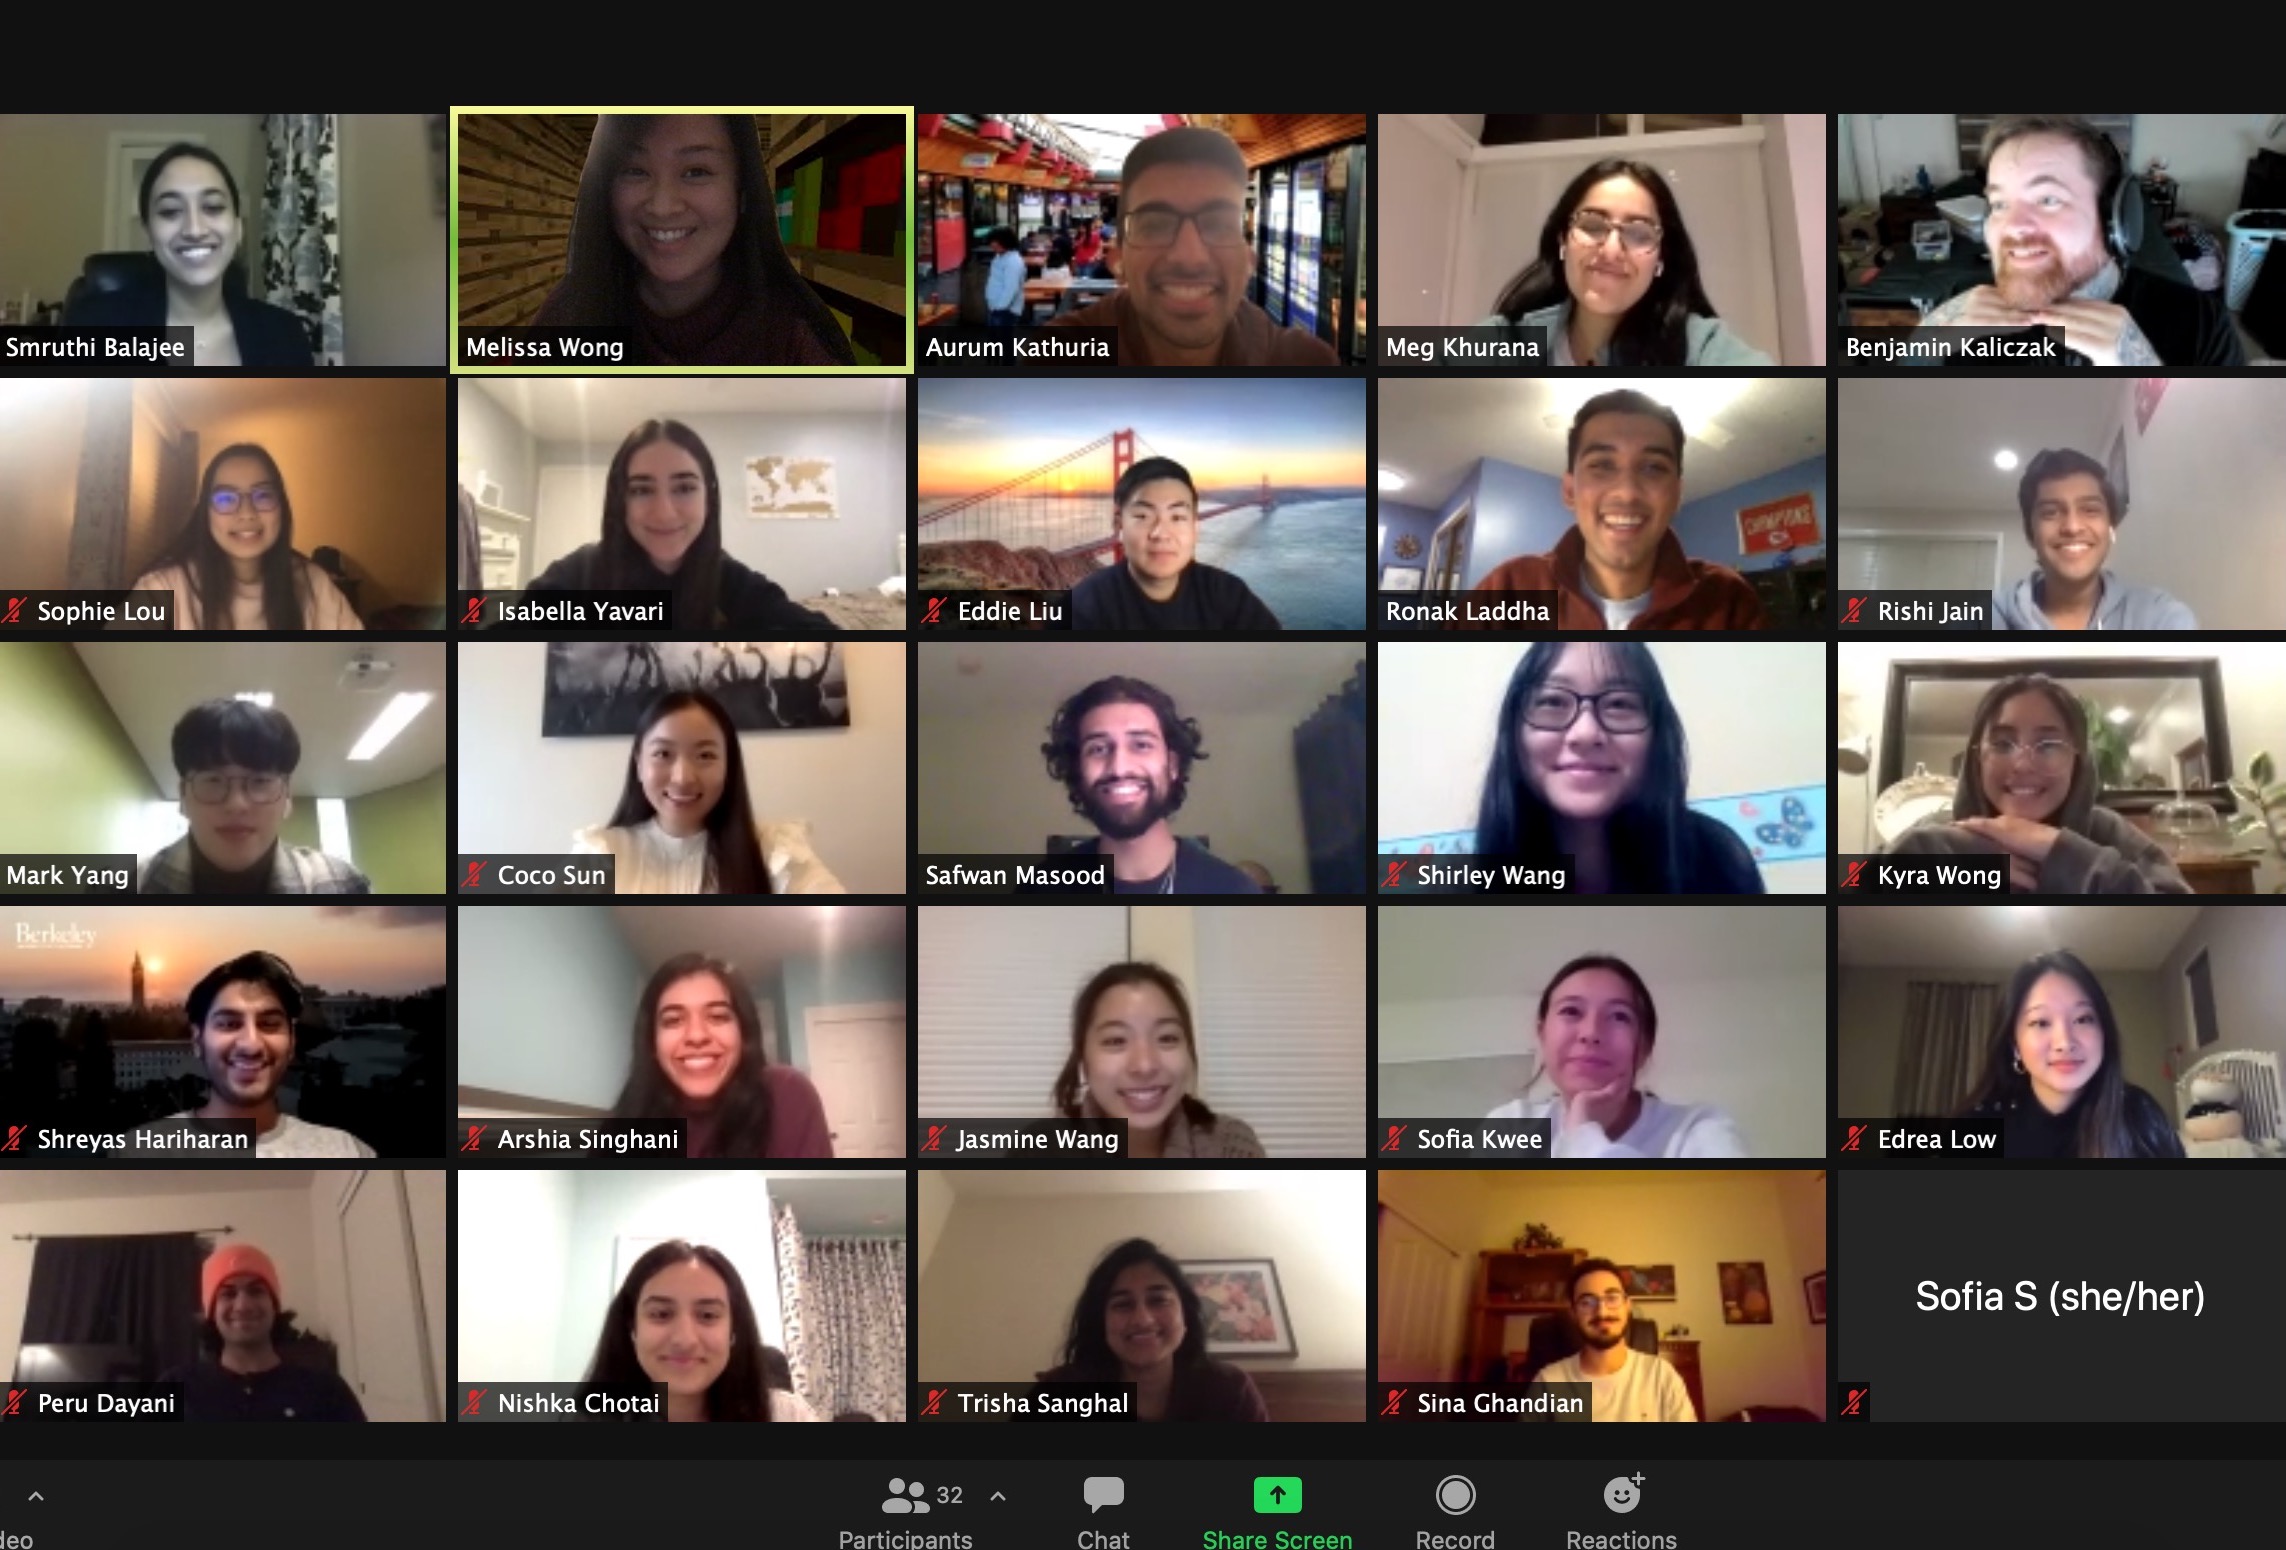 Smruthi Balajee
Melissa Wong
Aurum Kathuria
Meg Khurana
Benjamin Kaliczak
Sophie Lou
Isabella Yavari
Eddie Liu
CHAMPIONS
Ronak Laddha
Rishi Jain
Mark Yang
Coco Sun
Safwan Masood
Shirley Wang
Kyra Wong
Berkeley
Shreyas Hariharan
Arshia Singhani
Jasmine Wang
Sofia Kwee
Edrea Low
Peru Dayani
Nishka Chotai
Trisha Sanghal
Sina Ghandian
Sofia S (she/her)
deo
32
Participants
Chat
Share Screen
Record
Reactions